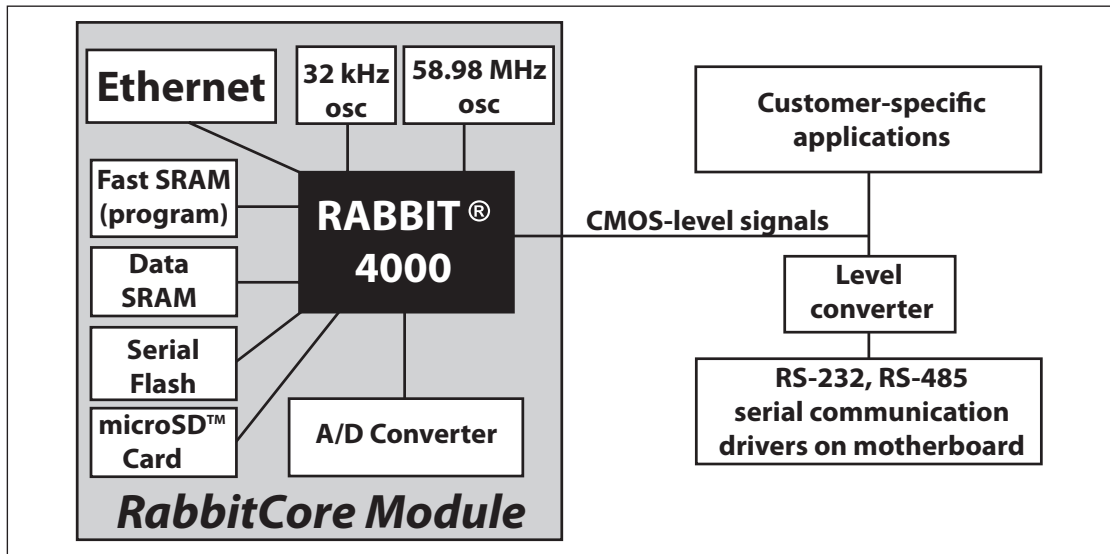 Ethernet
32 kHz
osc
58.98 MHz
osc
Fast SRAM
(program)
Data
SRAM
Serial
Flash
microSD™
Card
RABBIT ®
4000
A/D Converter
RabbitCore Module
CMOS-level signals
Customer-specific
applications
Level
converter
RS-232, RS-485
serial communication
drivers on motherboard